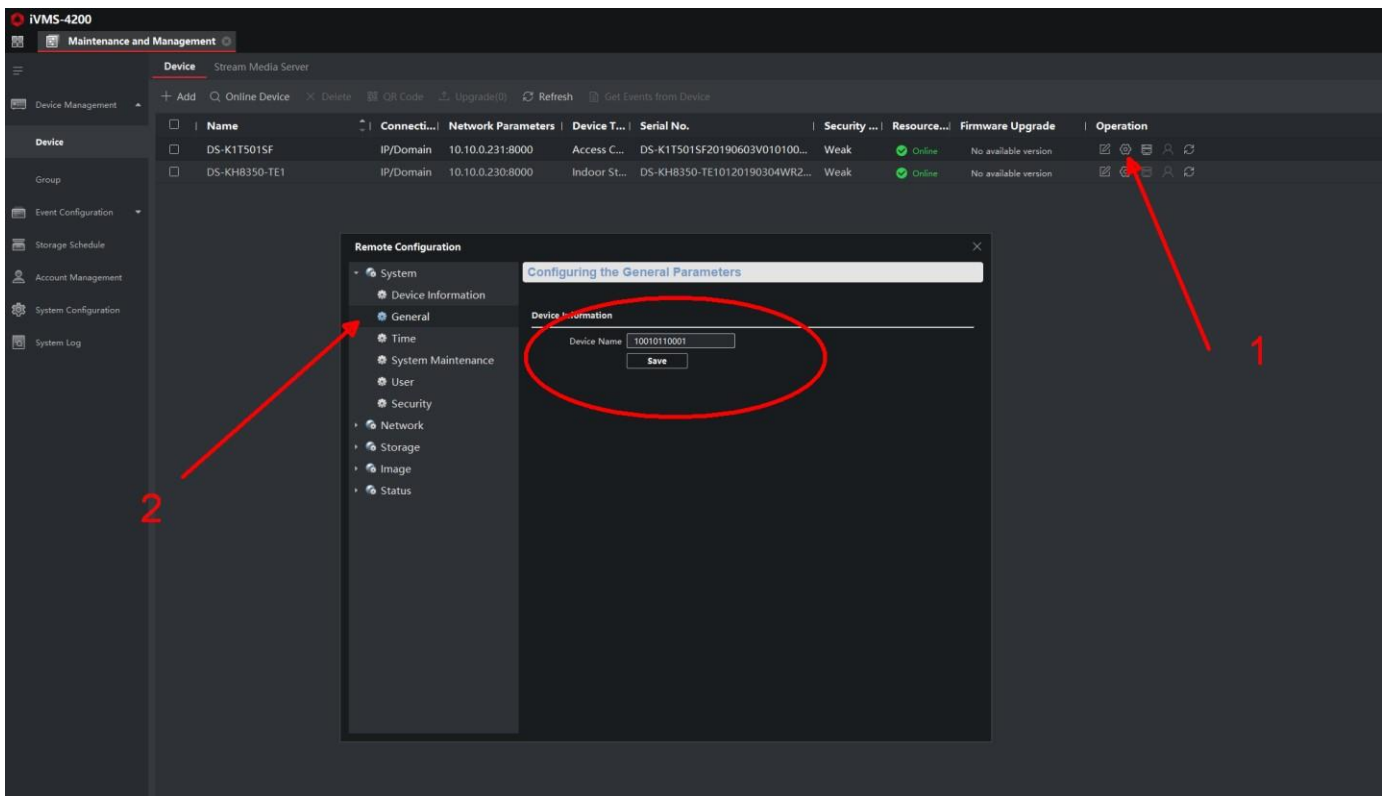 iVMS-4200
Maintenance and Management
Device Stream Media Server
Add Online Device Delete QR Code Upgrade(0) Refresh Get Events from Device
Device Management
Device
Group
Event Configuration
Storage Schedule
Account Management
System Configuration
System Log
Name Connecti... Network Parameters Device T... Serial No. Security ... Resource... Firmware Upgrade Operation
DS-K1T501SF IP/Domain 10.10.0.231:8000 Access C... DS-K1T501SF20190603V010100... Weak Online No available version
DS-KH8350-TE1 IP/Domain 10.10.0.230:8000 Indoor St... DS-KH8350-TE10120190304WR2... Weak Online No available version
Remote Configuration
System
Device Information
General
Time
System Maintenance
User
Security
Network
Storage
Image
Status
Configuring the General Parameters
Device Information
Device Name 10010110001
Save
1
2